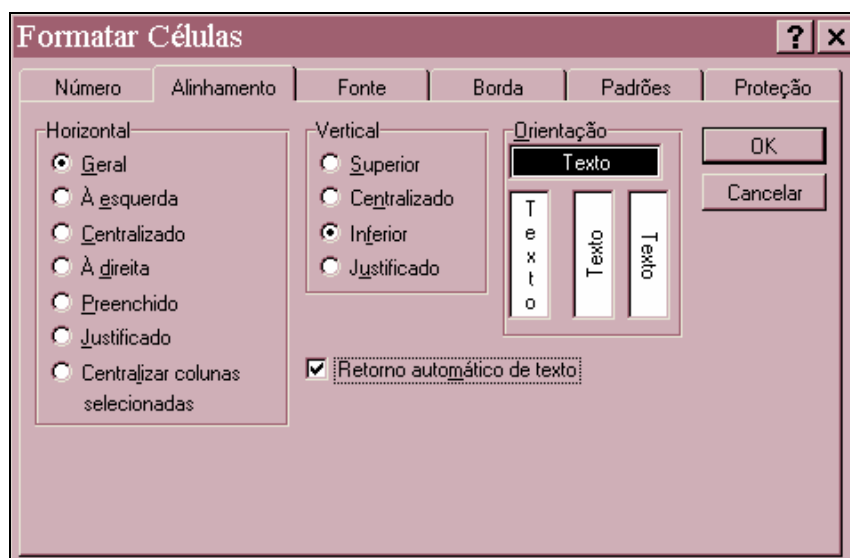 Formatar Células
? ×
Número Alinhamento Fonte Borda Padrões Proteção
Horizontal
Geral
À esquerda
Centralizado
À direita
Preenchido
Justificado
Centralizar colunas
selecionadas
Vertical
Superior
Centralizado
Inferior
Justificado
Orientação
Texto
Texto
Texto
Texto
Retorno automático de texto
OK
Cancelar